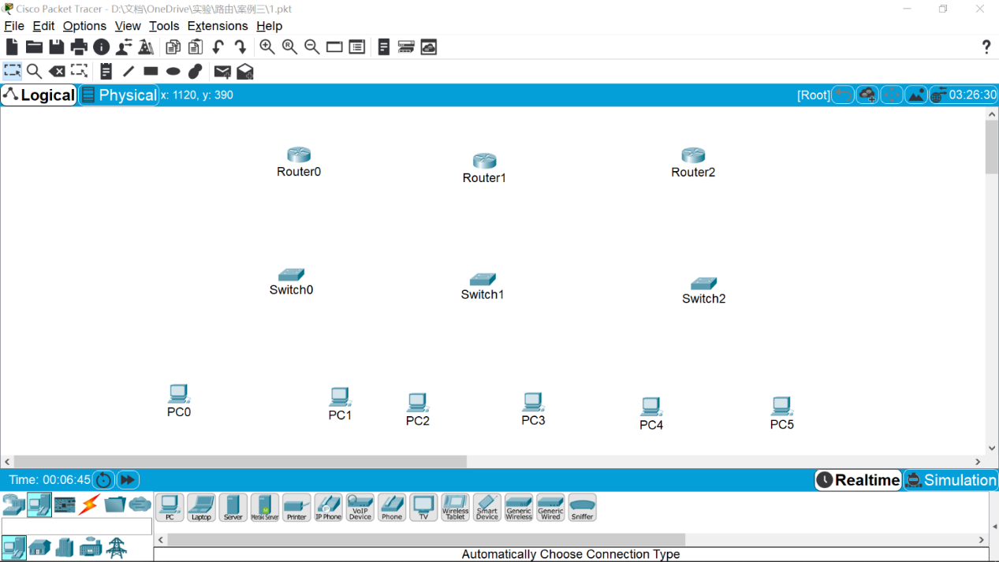 Cisco Packet Tracer - D:\文档\OneDrive\实验\路由\案例三\1.pkt
File Edit Options View Tools Extensions Help
?
Logical Physical x: 1120, y: 390 [Root] 03:26:30
Router0 Router1 Router2
Switch0 Switch1 Switch2
PC0 PC1 PC2 PC3 PC4 PC5
Time: 00:06:45 Realtime Simulation
PC Laptop Server Meraki Server Printer IP Phone VoIP Device Phone TV Wireless Tablet Smart Device Generic Wireless Generic Wired Sniffer
Automatically Choose Connection Type